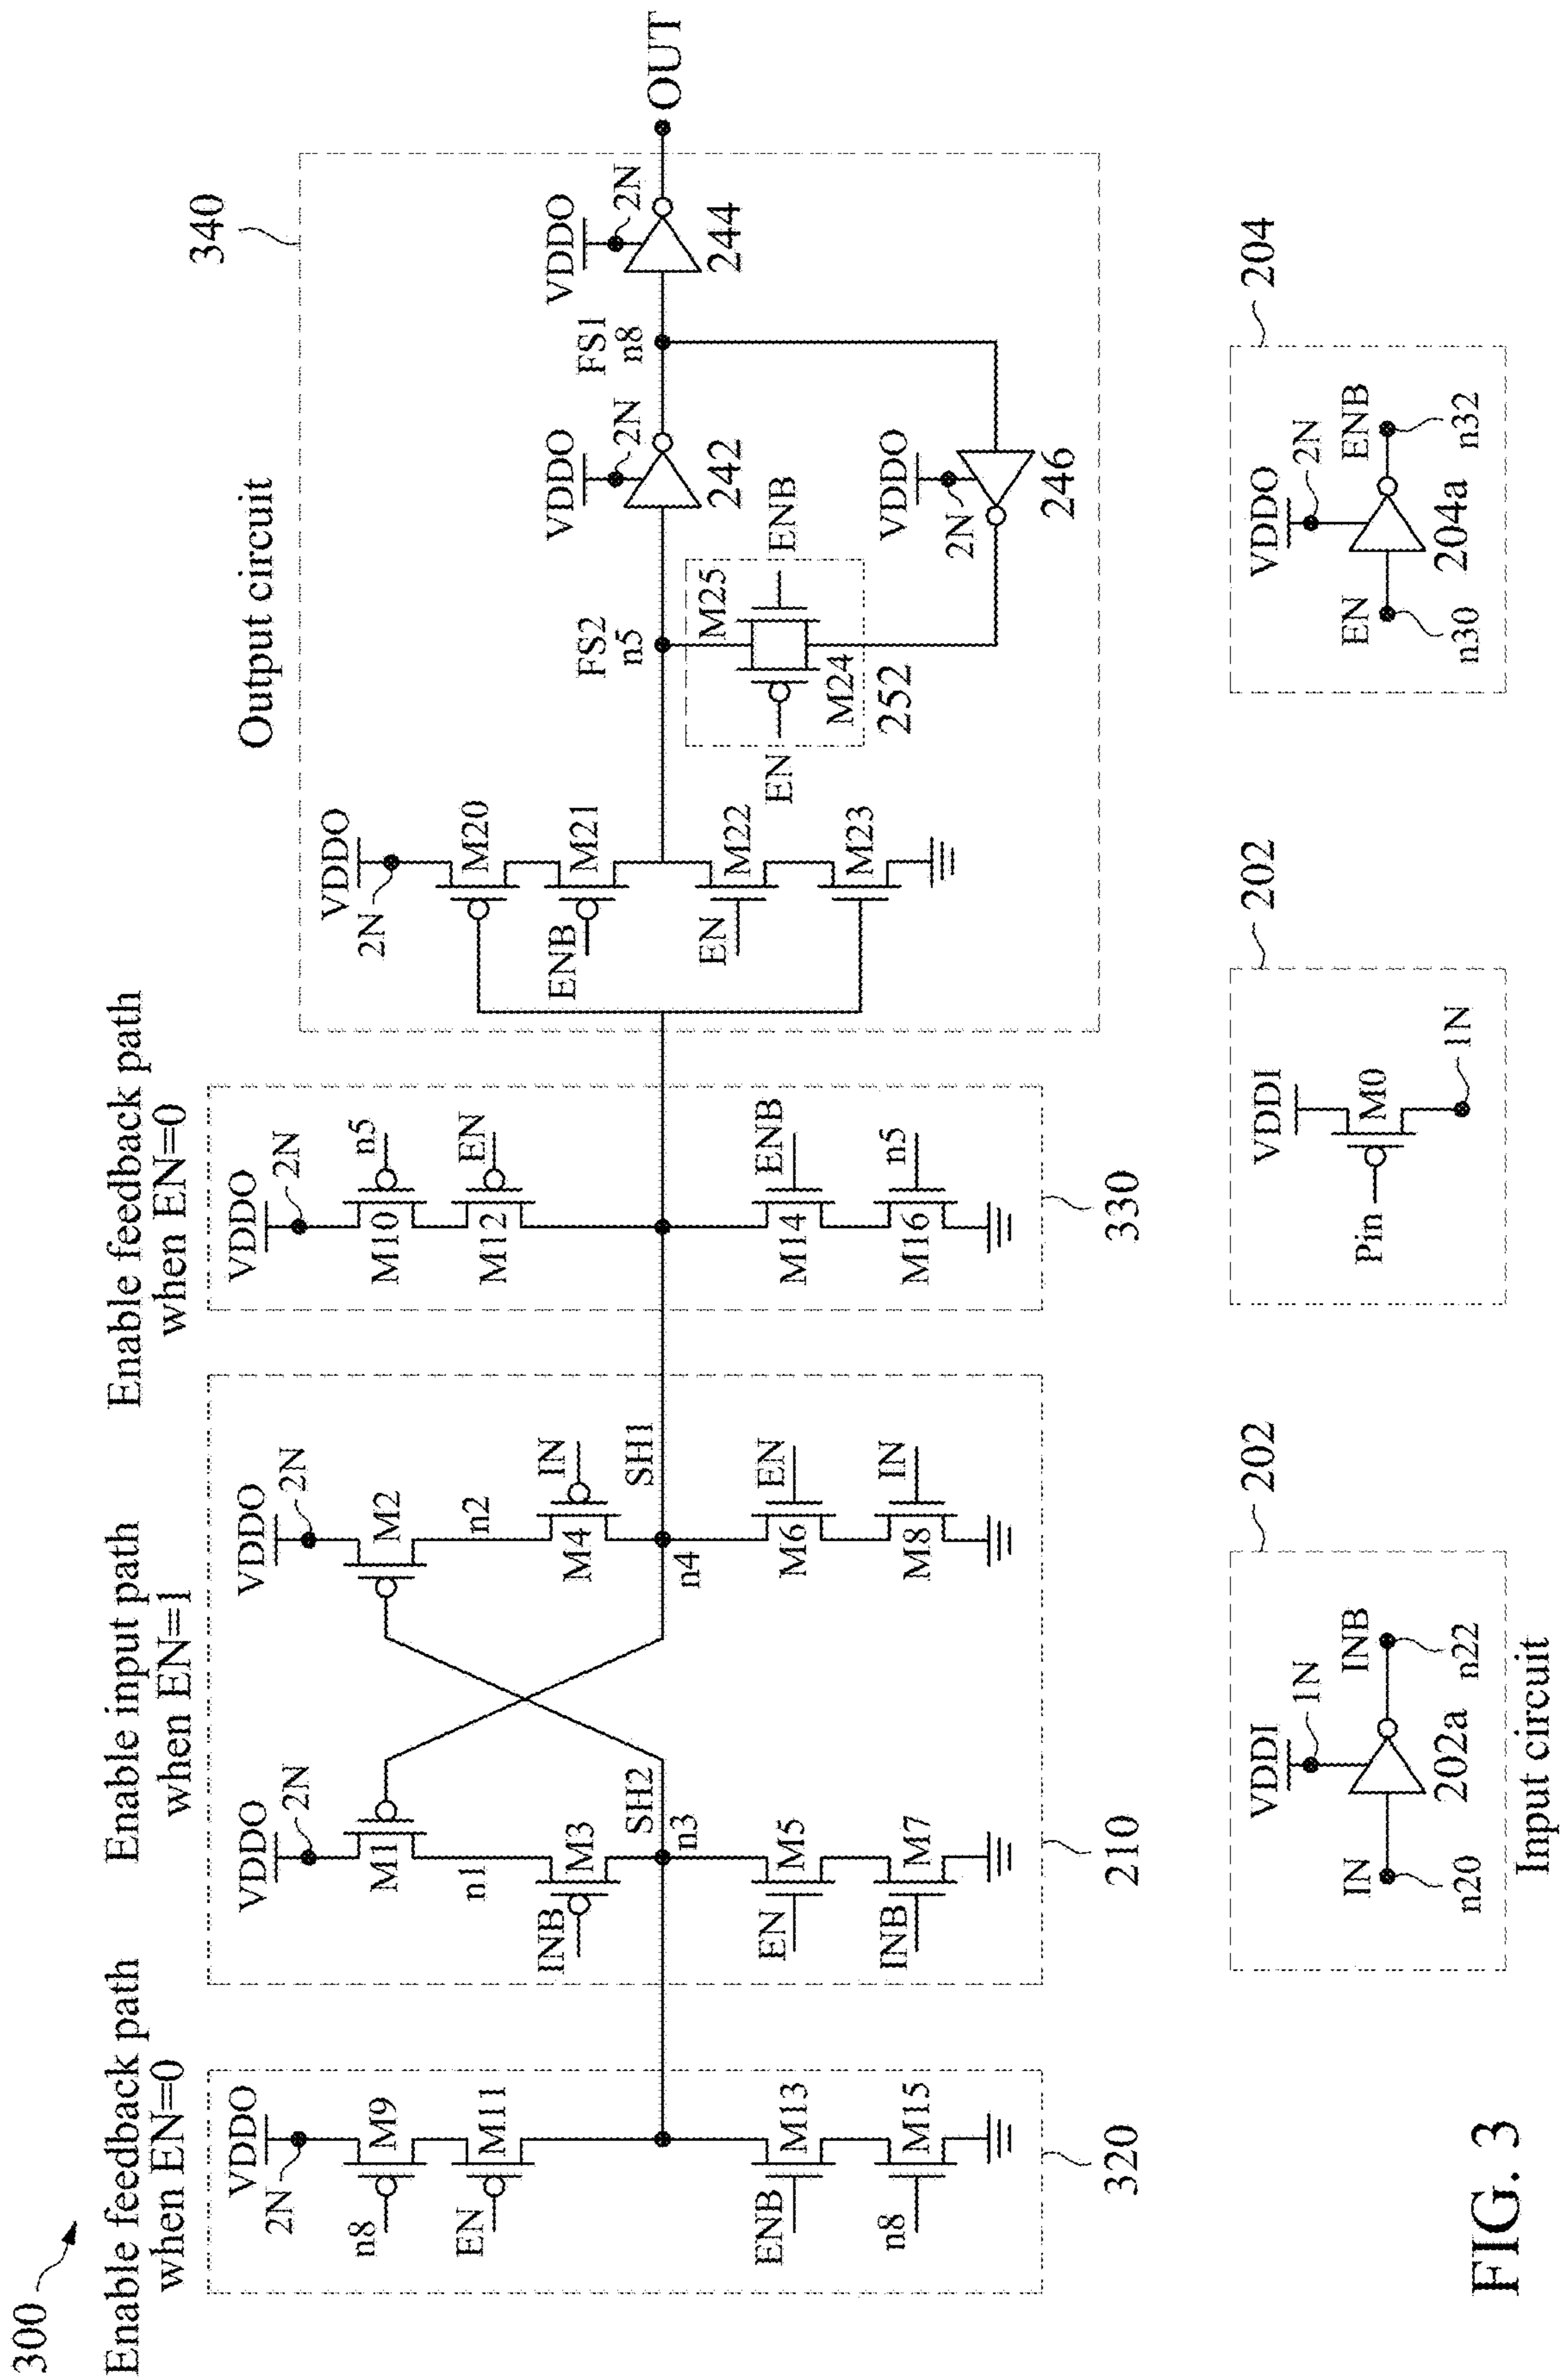 300
Enable feedback path
when EN=0
VDDO
2N
n8
M9
EN
M11
ENB
M13
n8
M15
320
Enable input path
when EN=1
VDDO
2N
M1
n1
INB
M3
SH2
n3
EN
M5
INB
M7
VDDO
2N
M2
n2
IN
M4
SH1
n4
EN
M6
IN
M8
210
Enable feedback path
when EN=0
VDDO
2N
n5
M10
EN
M12
ENB
M14
n5
M16
330
Output circuit
340
VDDO
2N
M20
M21
ENB
M22
EN
M23
FS2
n5
M25
ENB
M24
EN
252
VDDO
2N
242
FS1
n8
VDDO
2N
244
VDDO
2N
246
OUT
202
VDDI
1N
IN
INB
n20
202a
n22
Input circuit
202
VDDI
Pin
M0
1N
204
VDDO
2N
EN
ENB
n30
204a
n32
FIG. 3